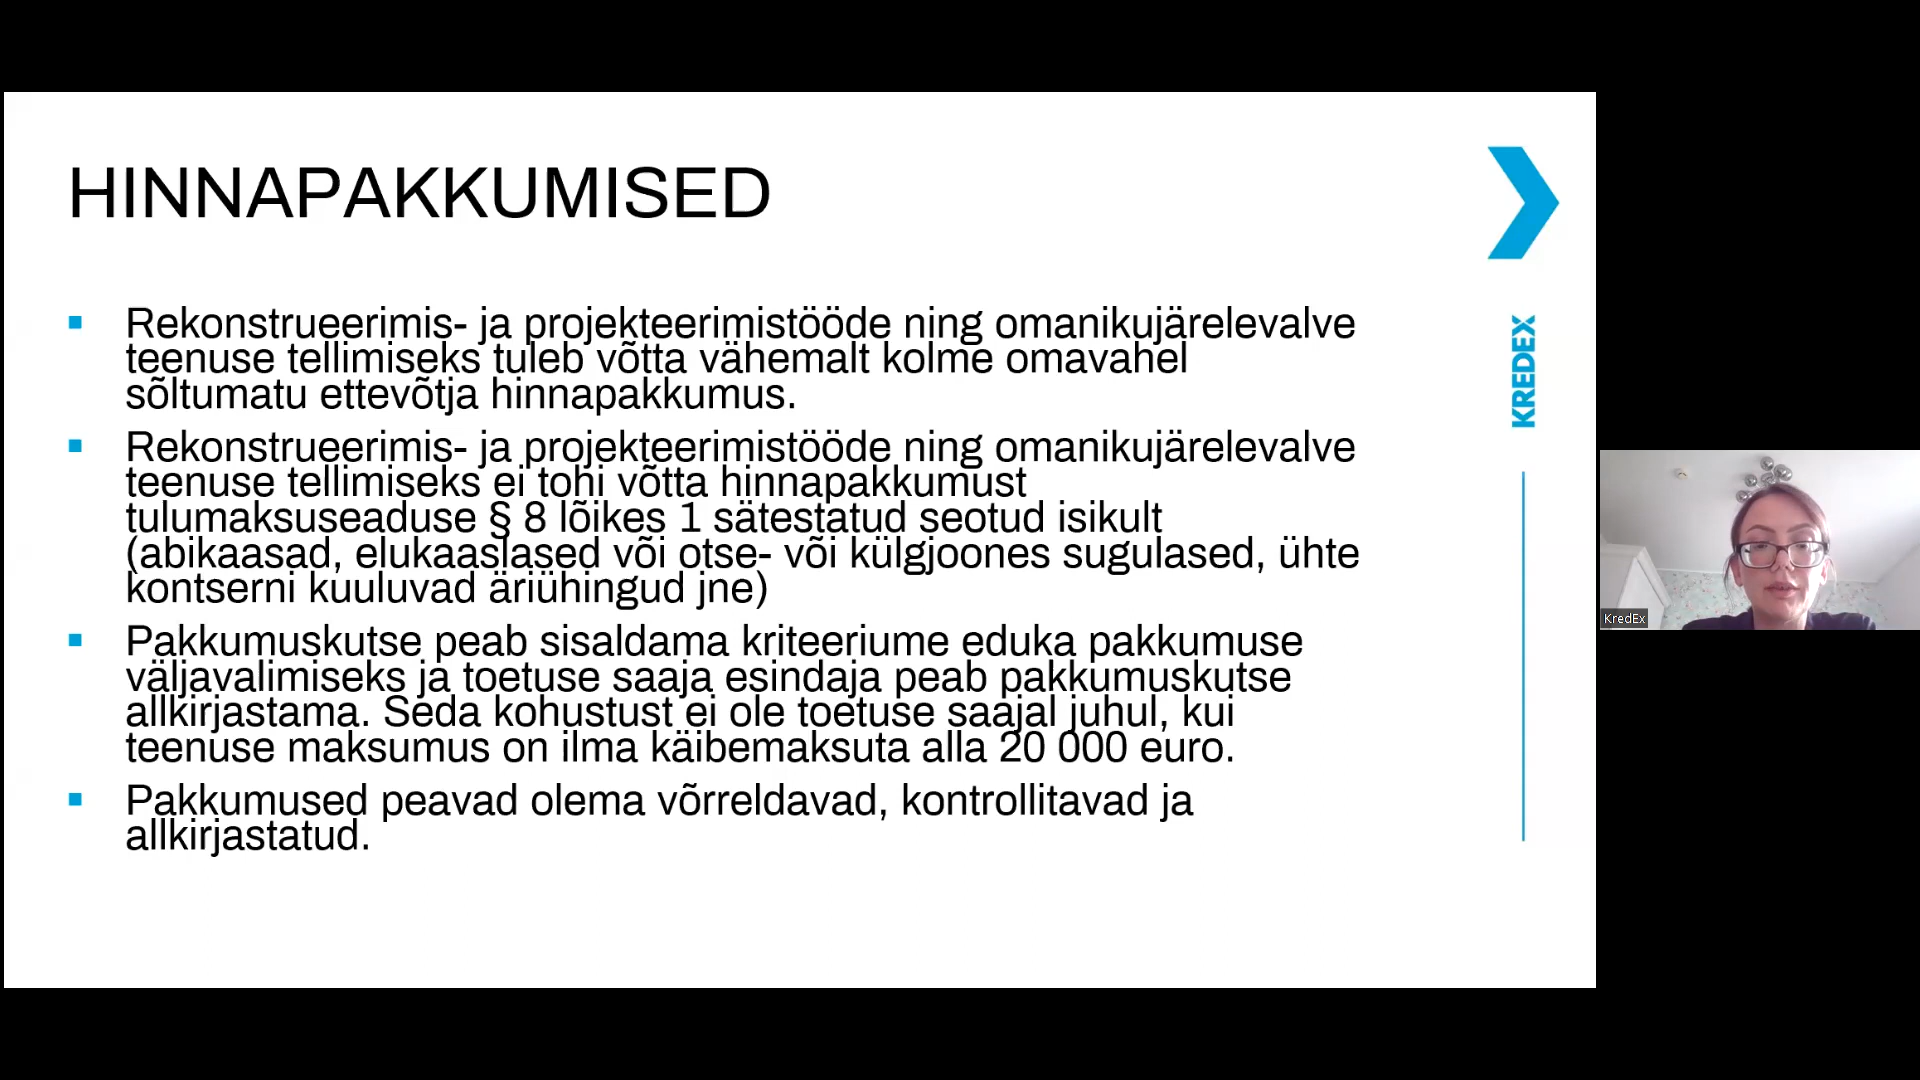 HINNAPAKKUMISED
Rekonstrueerimis- ja projekteerimistööde ning omanikujärelevalve
teenuse tellimiseks tuleb võtta vähemalt kolme omavahel
sõltumatu ettevõtja hinnapakkumus.
Rekonstrueerimis- ja projekteerimistööde ning omanikujärelevalve
teenuse tellimiseks ei tohi võtta hinnapakkumust
tulumaksuseaduse § 8 lõikes 1 sätestatud seotud isikult
(abikaasad, elukaaslased või otse- või külgjoones sugulased, ühte
kontserni kuuluvad äriühingud jne)
Pakkumuskutse peab sisaldama kriteeriume eduka pakkumuse
väljavalimiseks ja toetuse saaja esindaja peab pakkumuskutse
allkirjastama. Seda kohustust ei ole toetuse saajal juhul, kui
teenuse maksumus on ilma käibemaksuta alla 20 000 euro.
Pakkumused peavad olema võrreldavad, kontrollitavad ja
allkirjastatud.
KREDEX
KredEx